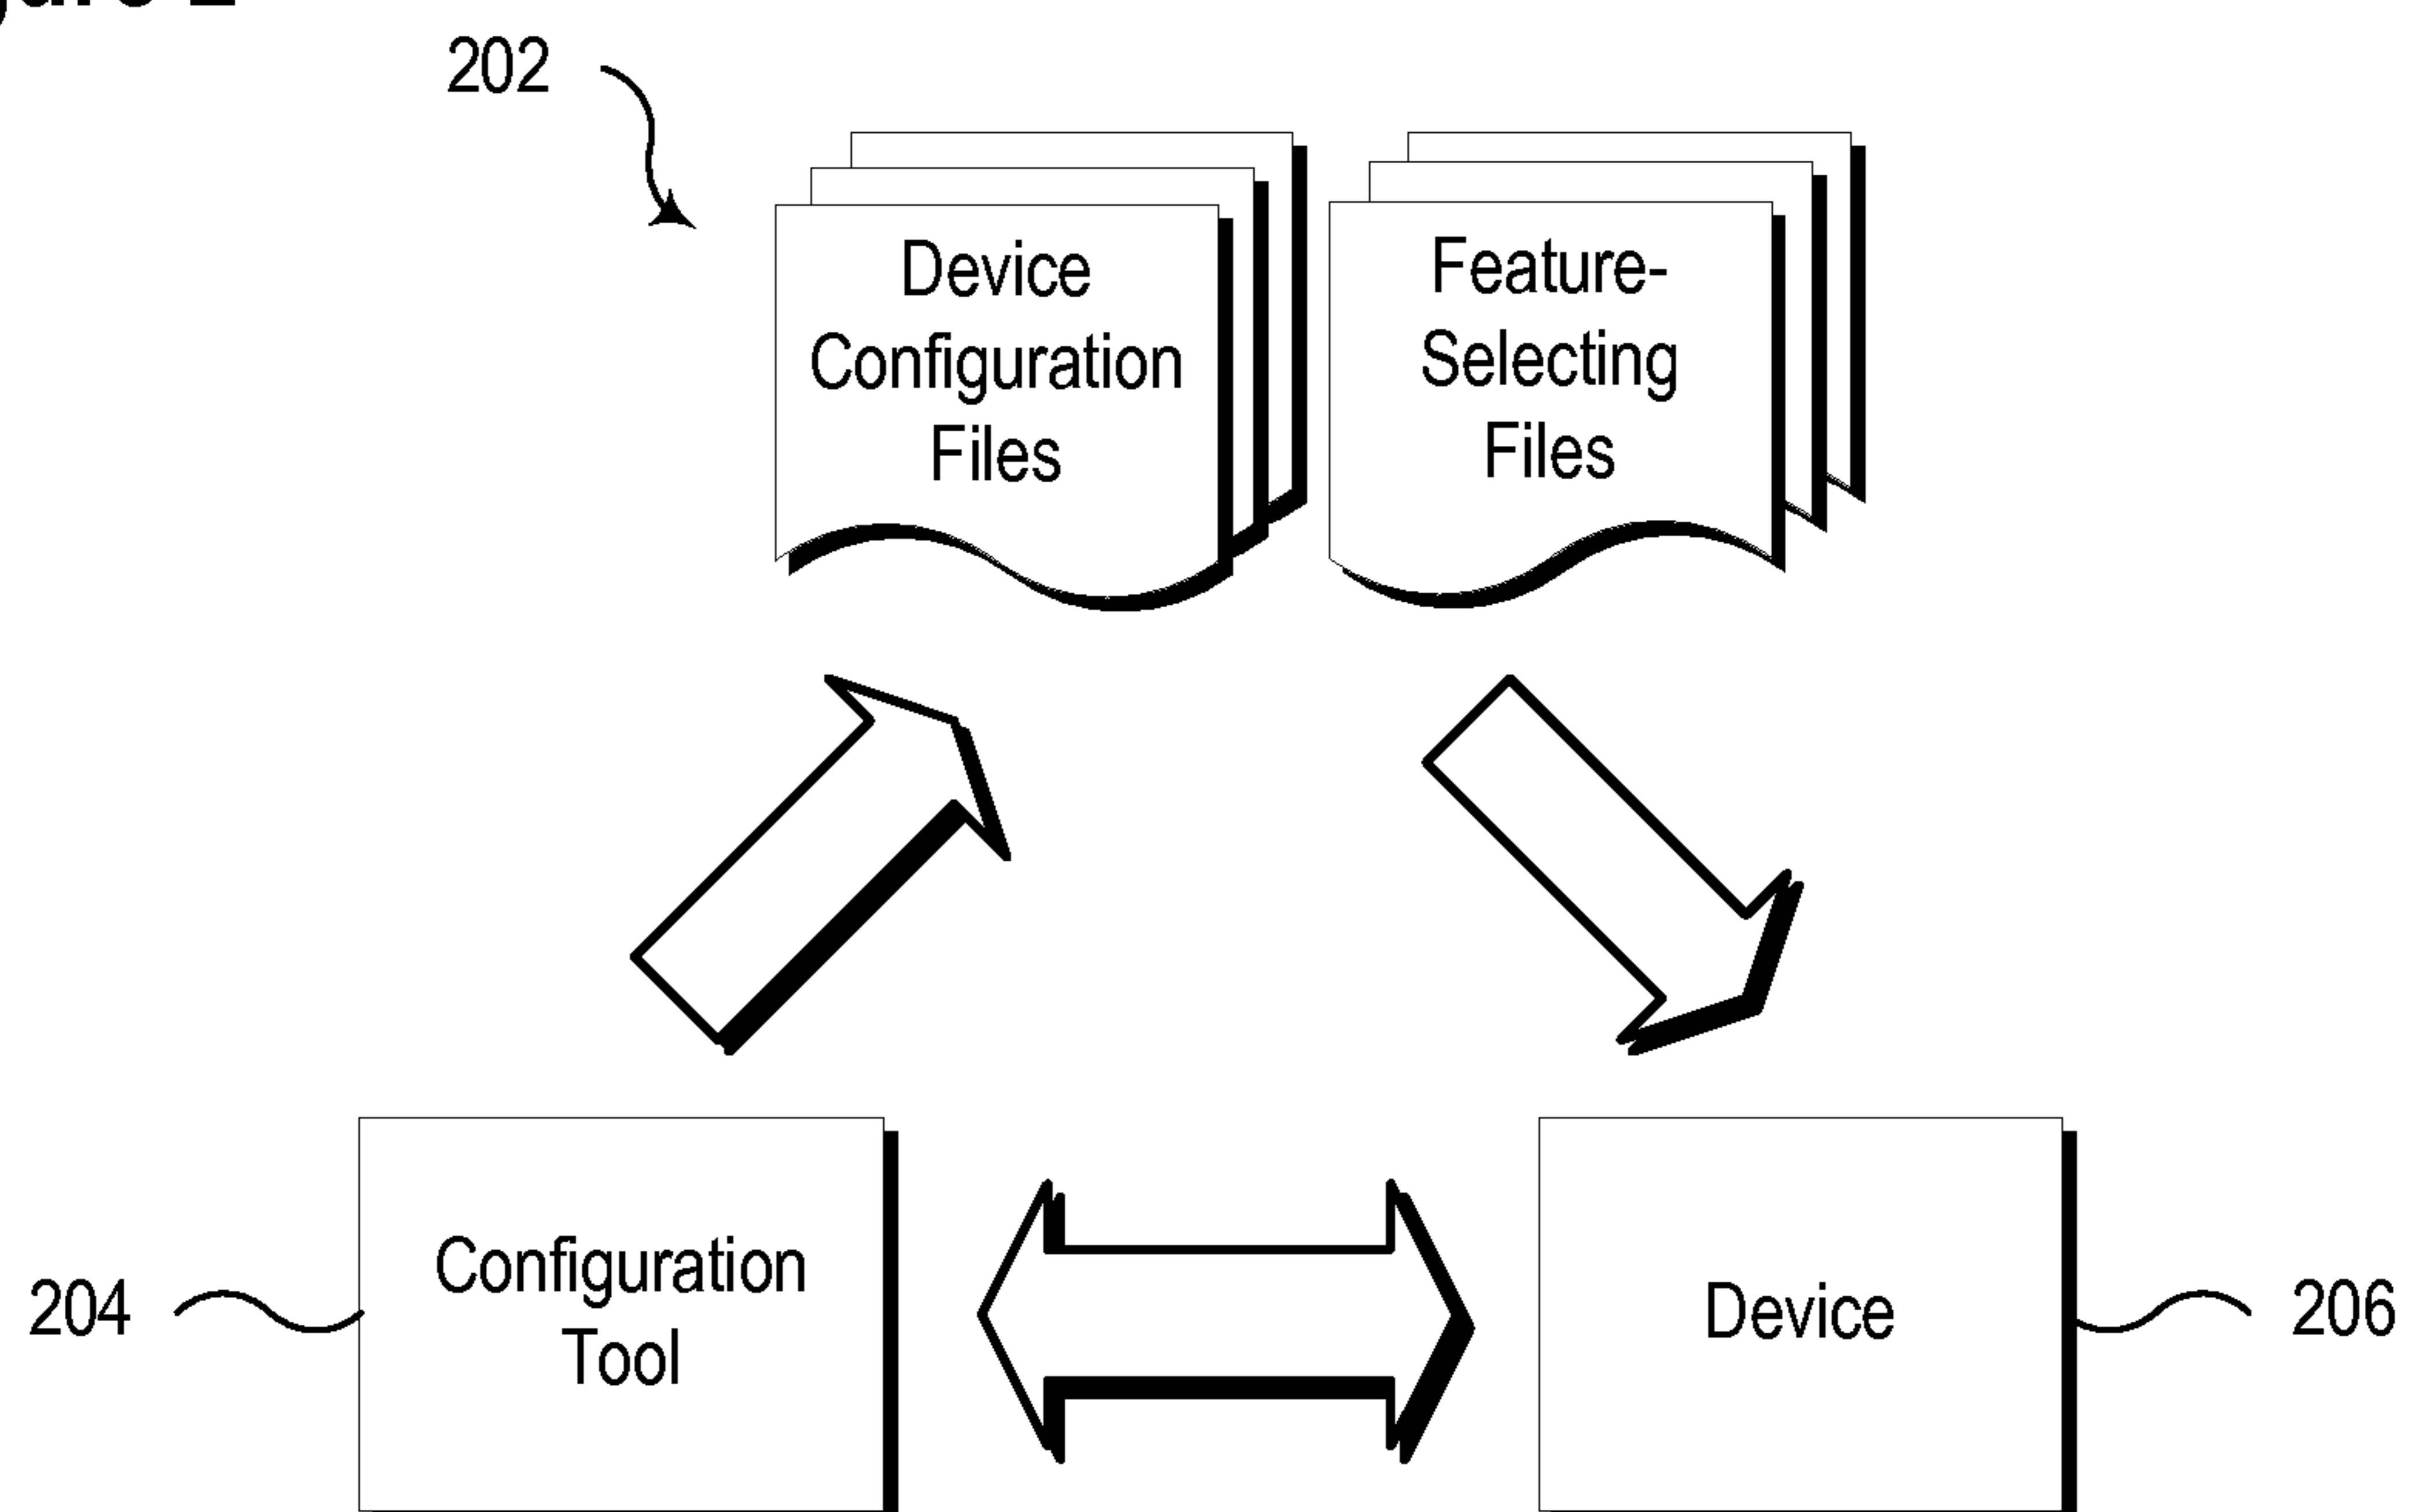 202
Device
Configuration
Files
Feature-
Selecting
Files
204
Configuration
Tool
Device
206